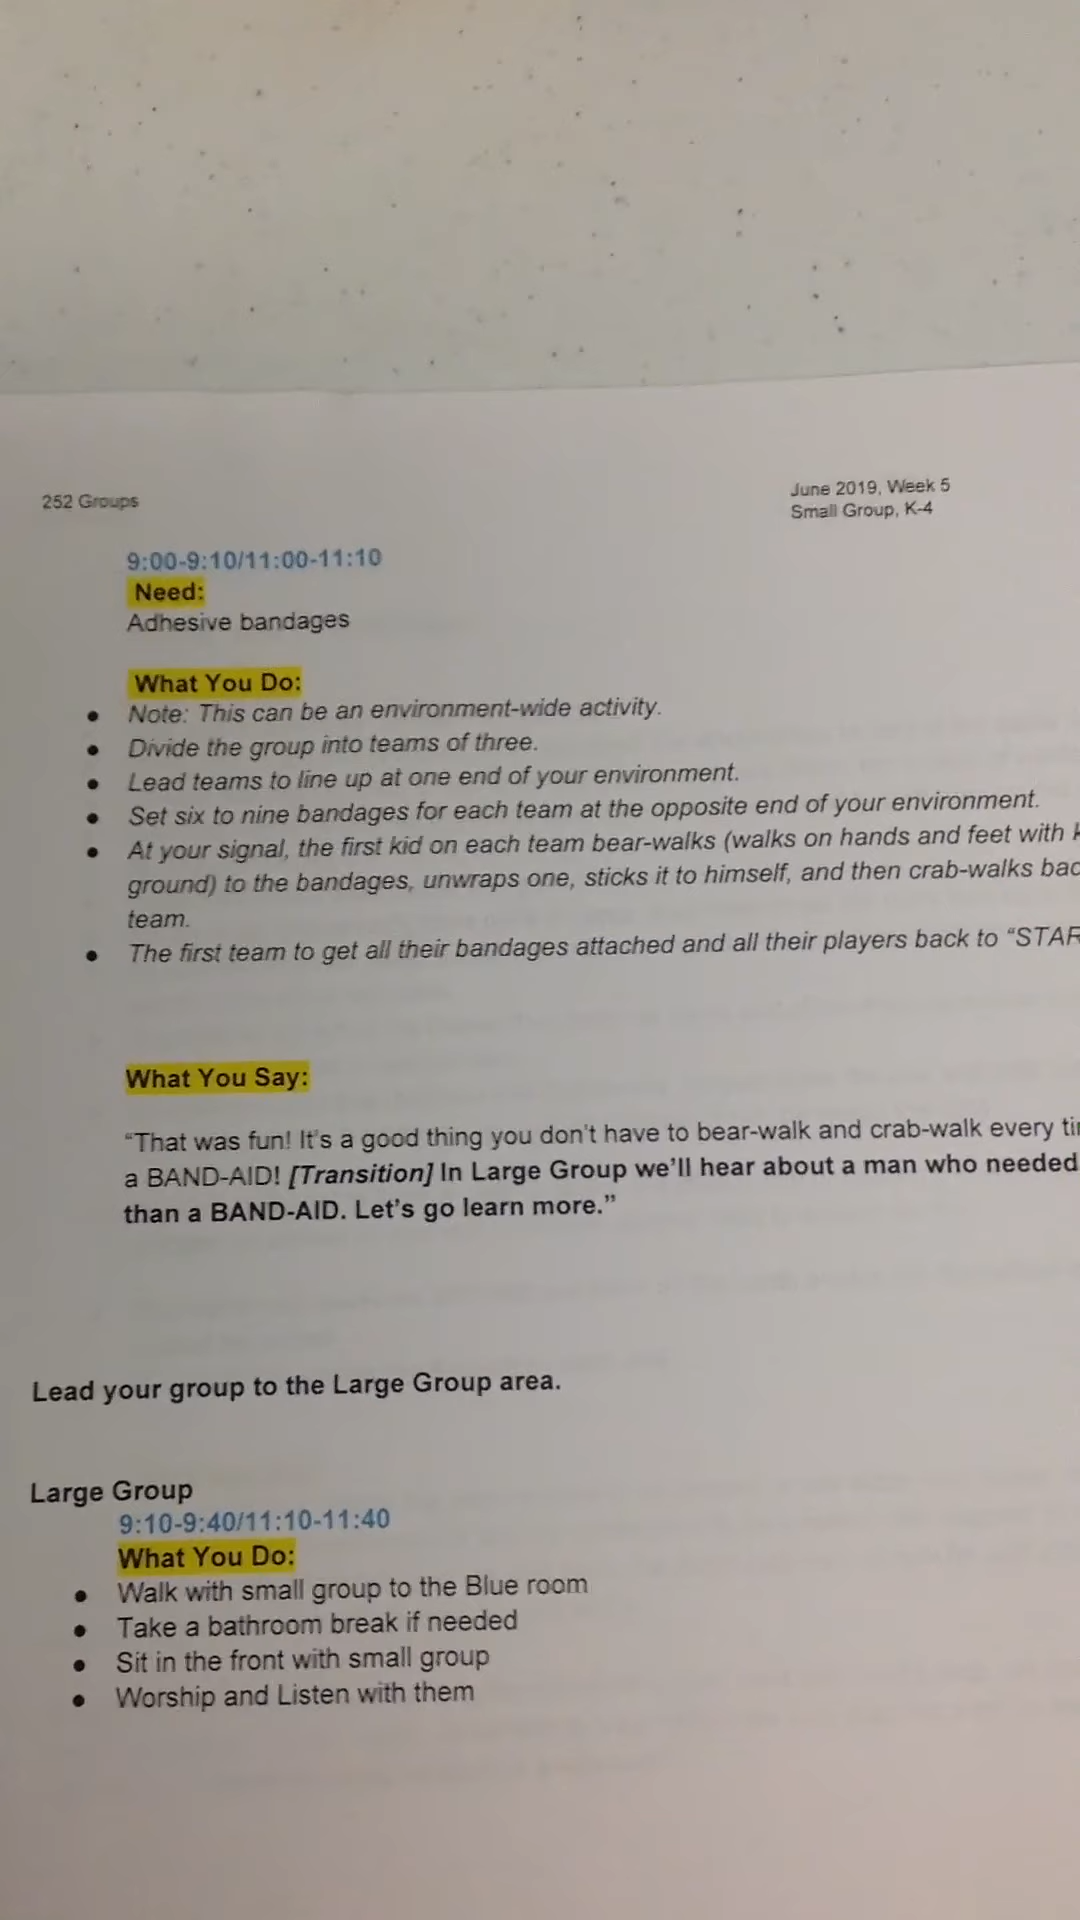 252 Groups
June 2019, Week 5
Small Group, K-4
9:00-9:10/11:00-11:10
Need:
Adhesive bandages
What You Do:
● Note: This can be an environment-wide activity.
● Divide the group into teams of three.
● Lead teams to line up at one end of your environment.
● Set six to nine bandages for each team at the opposite end of your environment.
● At your signal, the first kid on each team bear-walks (walks on hands and feet with
ground) to the bandages, unwraps one, sticks it to himself, and then crab-walks
team.
● The first team to get all their bandages attached and all their players back to
What You Say:
“That was fun! It's a good thing you don't have to bear-walk and crab-walk every
a BAND-AID! [Transition] In Large Group we’ll hear about a man who needed
than a BAND-AID. Let’s go learn more.”
Lead your group to the Large Group area.
Large Group
9:10-9:40/11:10-11:40
What You Do:
● Walk with small group to the Blue room
● Take a bathroom break if needed
● Sit in the front with small group
● Worship and Listen with them